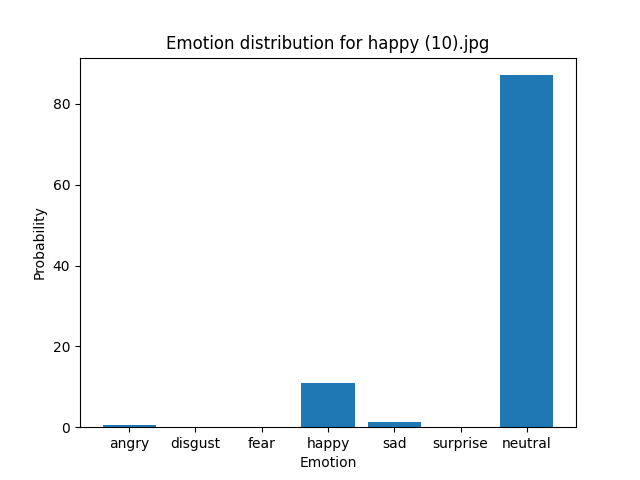 Emotion distribution for happy (10).jpg
80
60
40
20
0
Probability
angry disgust fear happy sad surprise neutral
Emotion